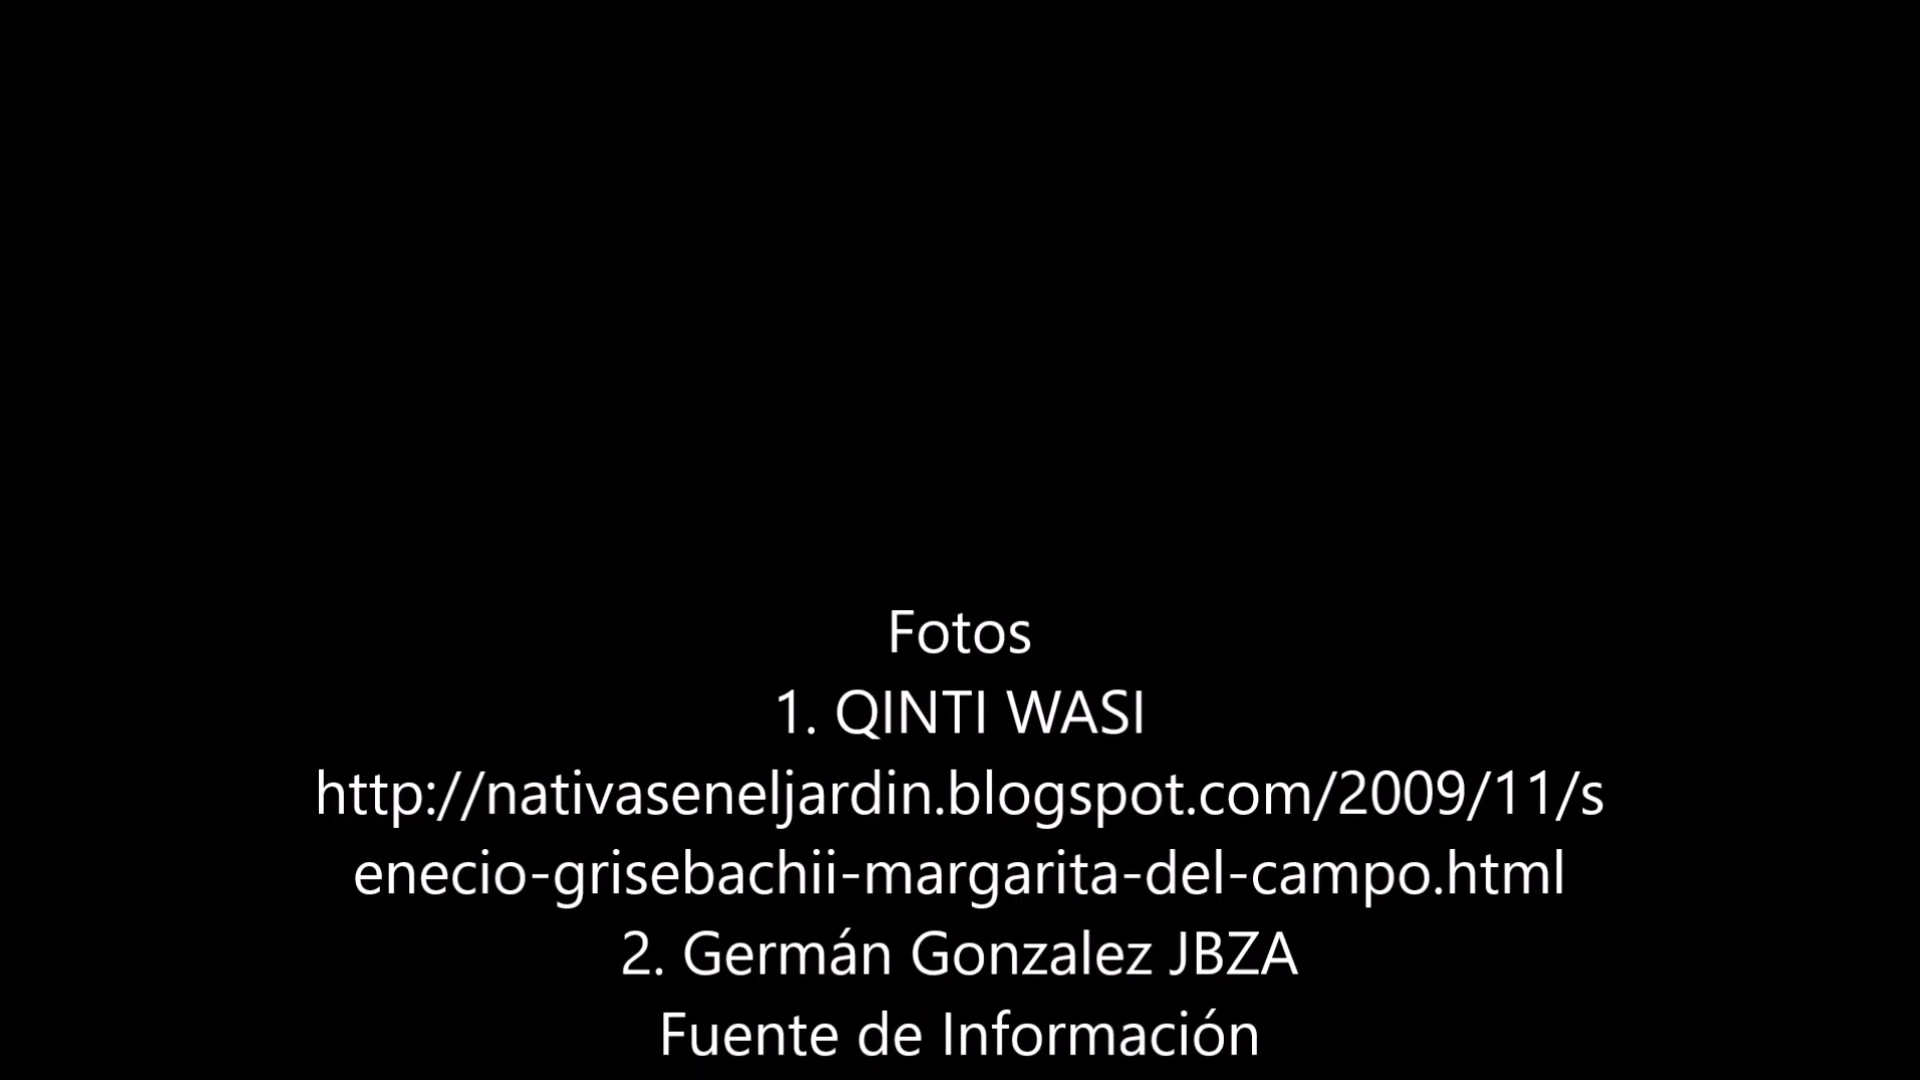 Fotos
1. QINTI WASI
http://nativaseneljardin.blogspot.com/2009/11/s
enecio-grisebachii-margarita-del-campo.html
2. Germán Gonzalez JBZA
Fuente de Información